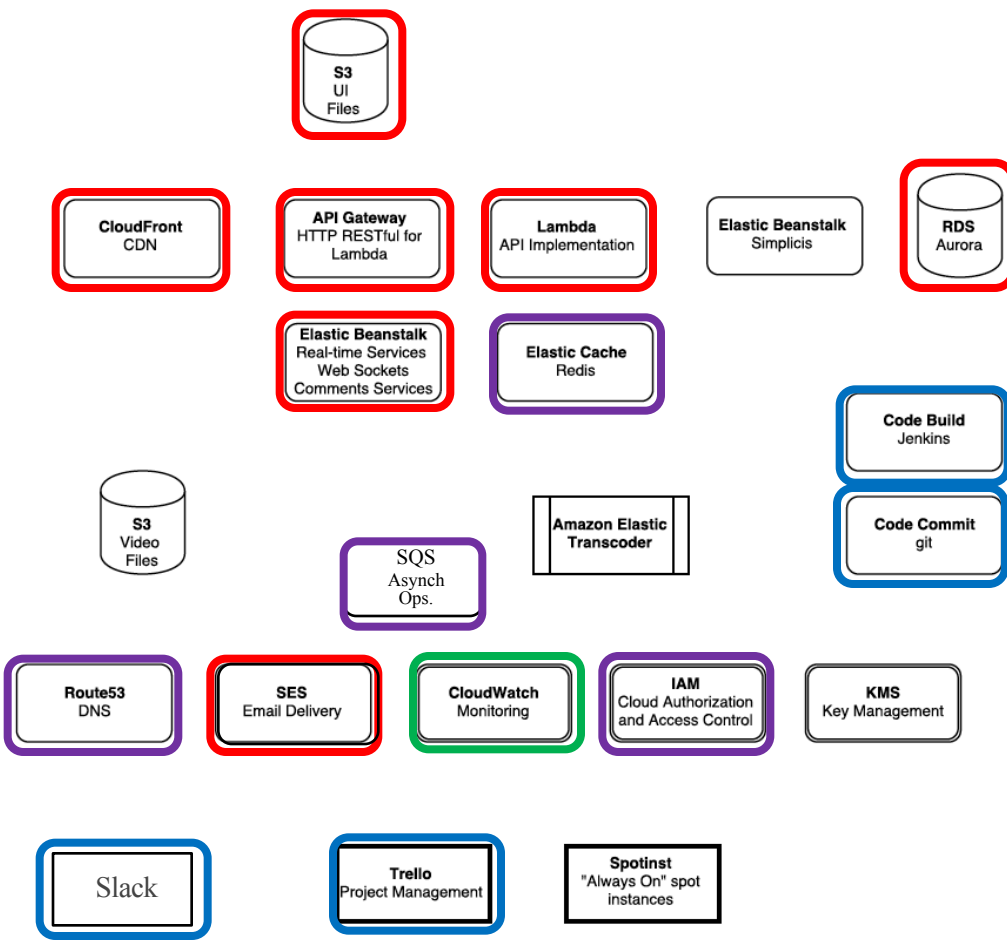 S3
UI
Files
CloudFront
CDN
API Gateway
HTTP RESTful for
Lambda
Lambda
API Implementation
Elastic Beanstalk
Simplicis
RDS
Aurora
Elastic Beanstalk
Real-time Services
Web Sockets
Comments Services
Elastic Cache
Redis
Code Build
Jenkins
S3
Video
Files
Amazon Elastic
Transcoder
Code Commit
git
SQS
Asynch
Ops.
Route53
DNS
SES
Email Delivery
CloudWatch
Monitoring
IAM
Cloud Authorization
and Access Control
KMS
Key Management
Slack
Trello
Project Management
Spotinst
"Always On" spot
instances